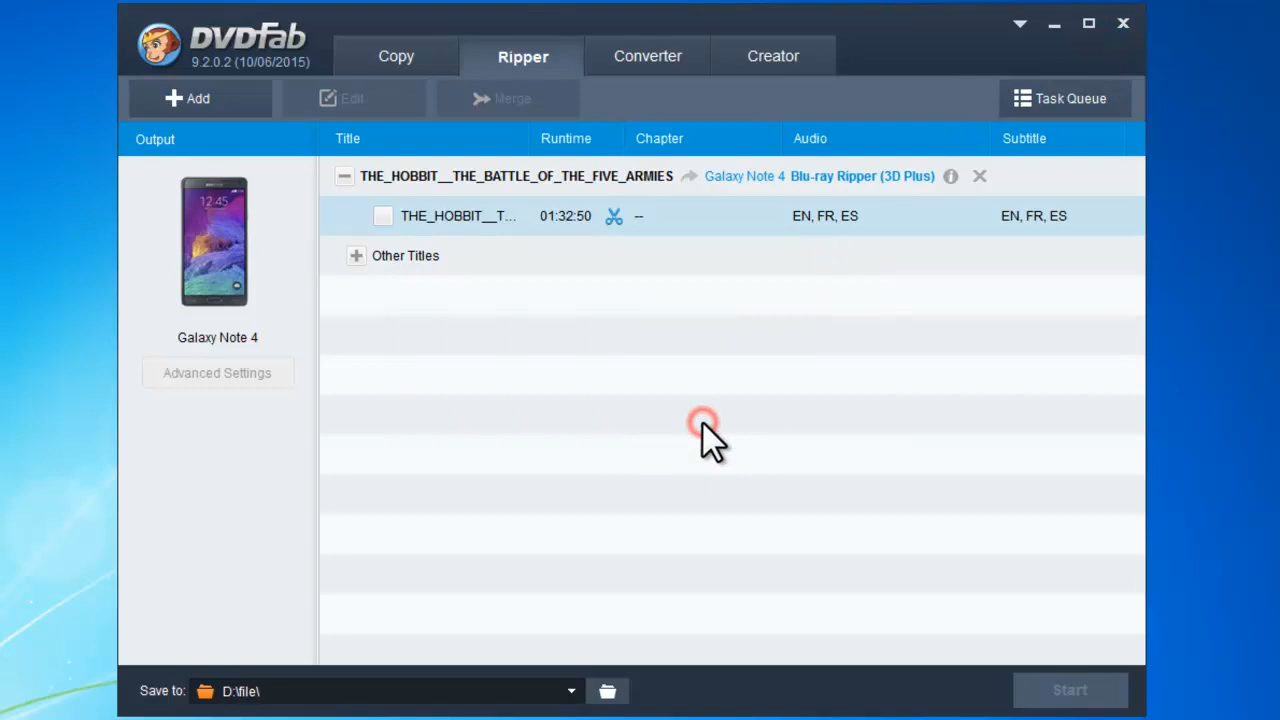 DVDFab
9.2.0.2 (10/06/2015)
Copy
Ripper
Converter
Creator
Add
Edit
Merge
Task Queue
Output
Title
Runtime
Chapter
Audio
Subtitle
12:45
THE_HOBBIT__THE_BATTLE_OF_THE_FIVE_ARMIES
Galaxy Note 4
Blu-ray Ripper (3D Plus)
THE_HOBBIT__T...
01:32:50
--
EN, FR, ES
EN, FR, ES
Other Titles
Galaxy Note 4
Advanced Settings
Save to:
D:\file\
Start